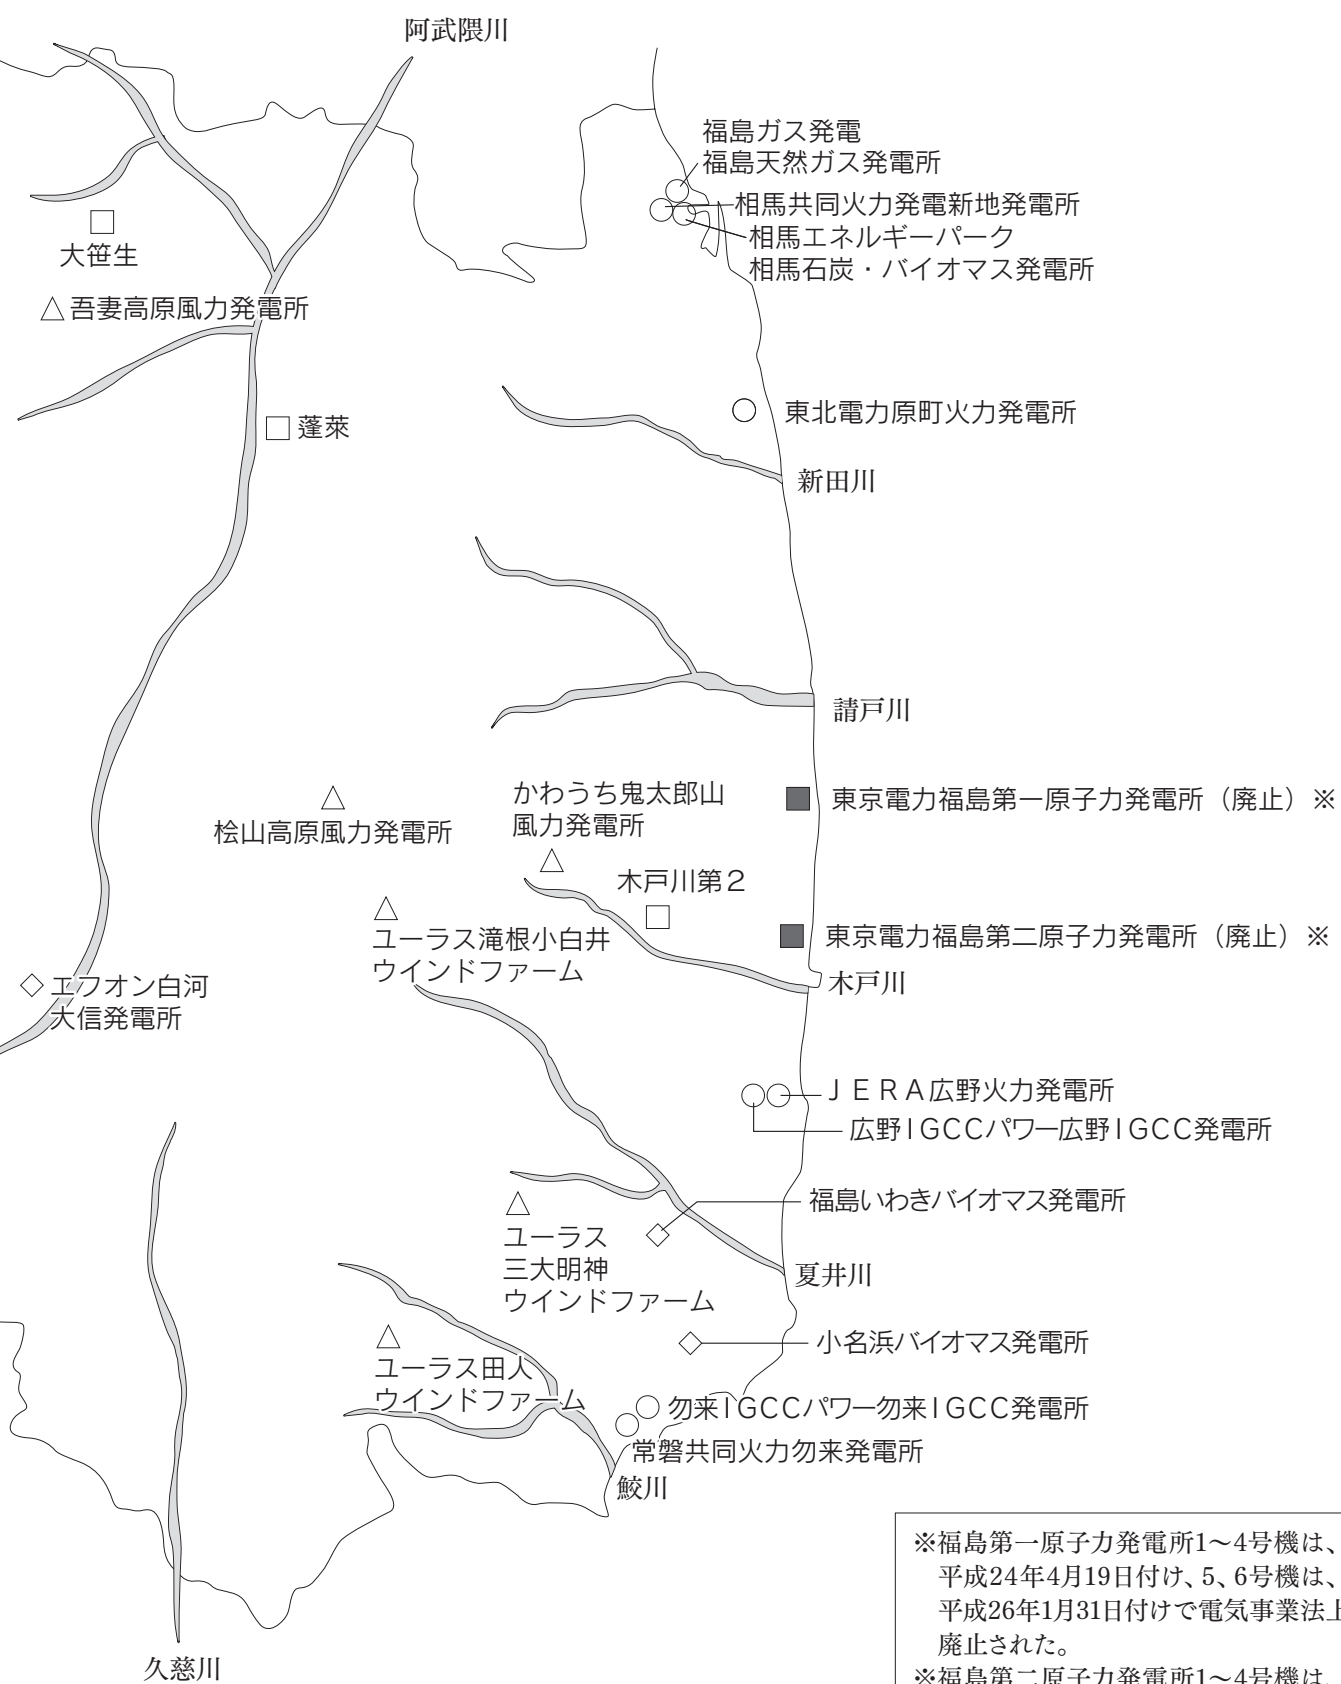 阿武隈川
福島ガス発電
福島天然ガス発電所
相馬共同火力発電新地発電所
相馬エネルギーパーク
相馬石炭・バイオマス発電所
大笹生
吾妻高原風力発電所
東北電力原町火力発電所
蓬萊
新田川
請戸川
かわうち鬼太郎山
風力発電所
東京電力福島第一原子力発電所（廃止）※
桧山高原風力発電所
木戸川第２
ユーラス滝根小白井
ウインドファーム
東京電力福島第二原子力発電所（廃止）※
木戸川
エフオン白河
大信発電所
ＪＥＲＡ広野火力発電所
広野ＩＧＣＣパワー広野ＩＧＣＣ発電所
福島いわきバイオマス発電所
ユーラス
三大明神
ウインドファーム
夏井川
小名浜バイオマス発電所
ユーラス田人
ウインドファーム
勿来ＩＧＣＣパワー勿来ＩＧＣＣ発電所
常磐共同火力勿来発電所
鮫川
※福島第一原子力発電所1～4号機は、
平成24年4月19日付け、5、6号機は、
平成26年1月31日付けで電気事業法上
廃止された。
※福島第二原子力発電所1～4号機は、
久慈川